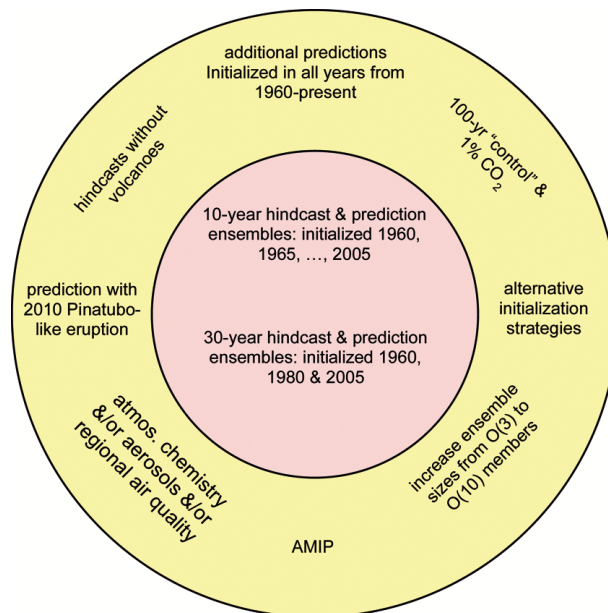 additional predictions
Initialized in all years from
1960-present
hindcasts without
volcanoes
100-yr “control” &
1% CO2
10-year hindcast & prediction
ensembles: initialized 1960,
1965, …, 2005
prediction with
2010 Pinatubo-
like eruption
alternative
initialization
strategies
30-year hindcast & prediction
ensembles: initialized 1960,
1980 & 2005
atmos. chemistry
&/or aerosols &/or
regional air quality
increase ensemble
sizes from O(3) to
O(10) members
AMIP